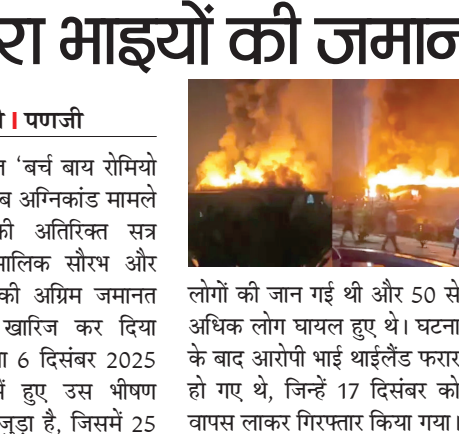 रा भाइयों की जमान
। पणजी
‘बर्च बाय रोमियो
ब अग्निकांड मामले
की अतिरिक्त सत्र
मालिक सौरभ और
की अग्रिम जमानत
खारिज कर दिया
6 दिसंबर 2025
में हुए उस भीषण
जुड़ा है, जिसमें 25
लोगों की जान गई थी और 50 से
अधिक लोग घायल हुए थे। घटना
के बाद आरोपी भाई थाईलैंड फरार
हो गए थे, जिन्हें 17 दिसंबर को
वापस लाकर गिरफ्तार किया गया।